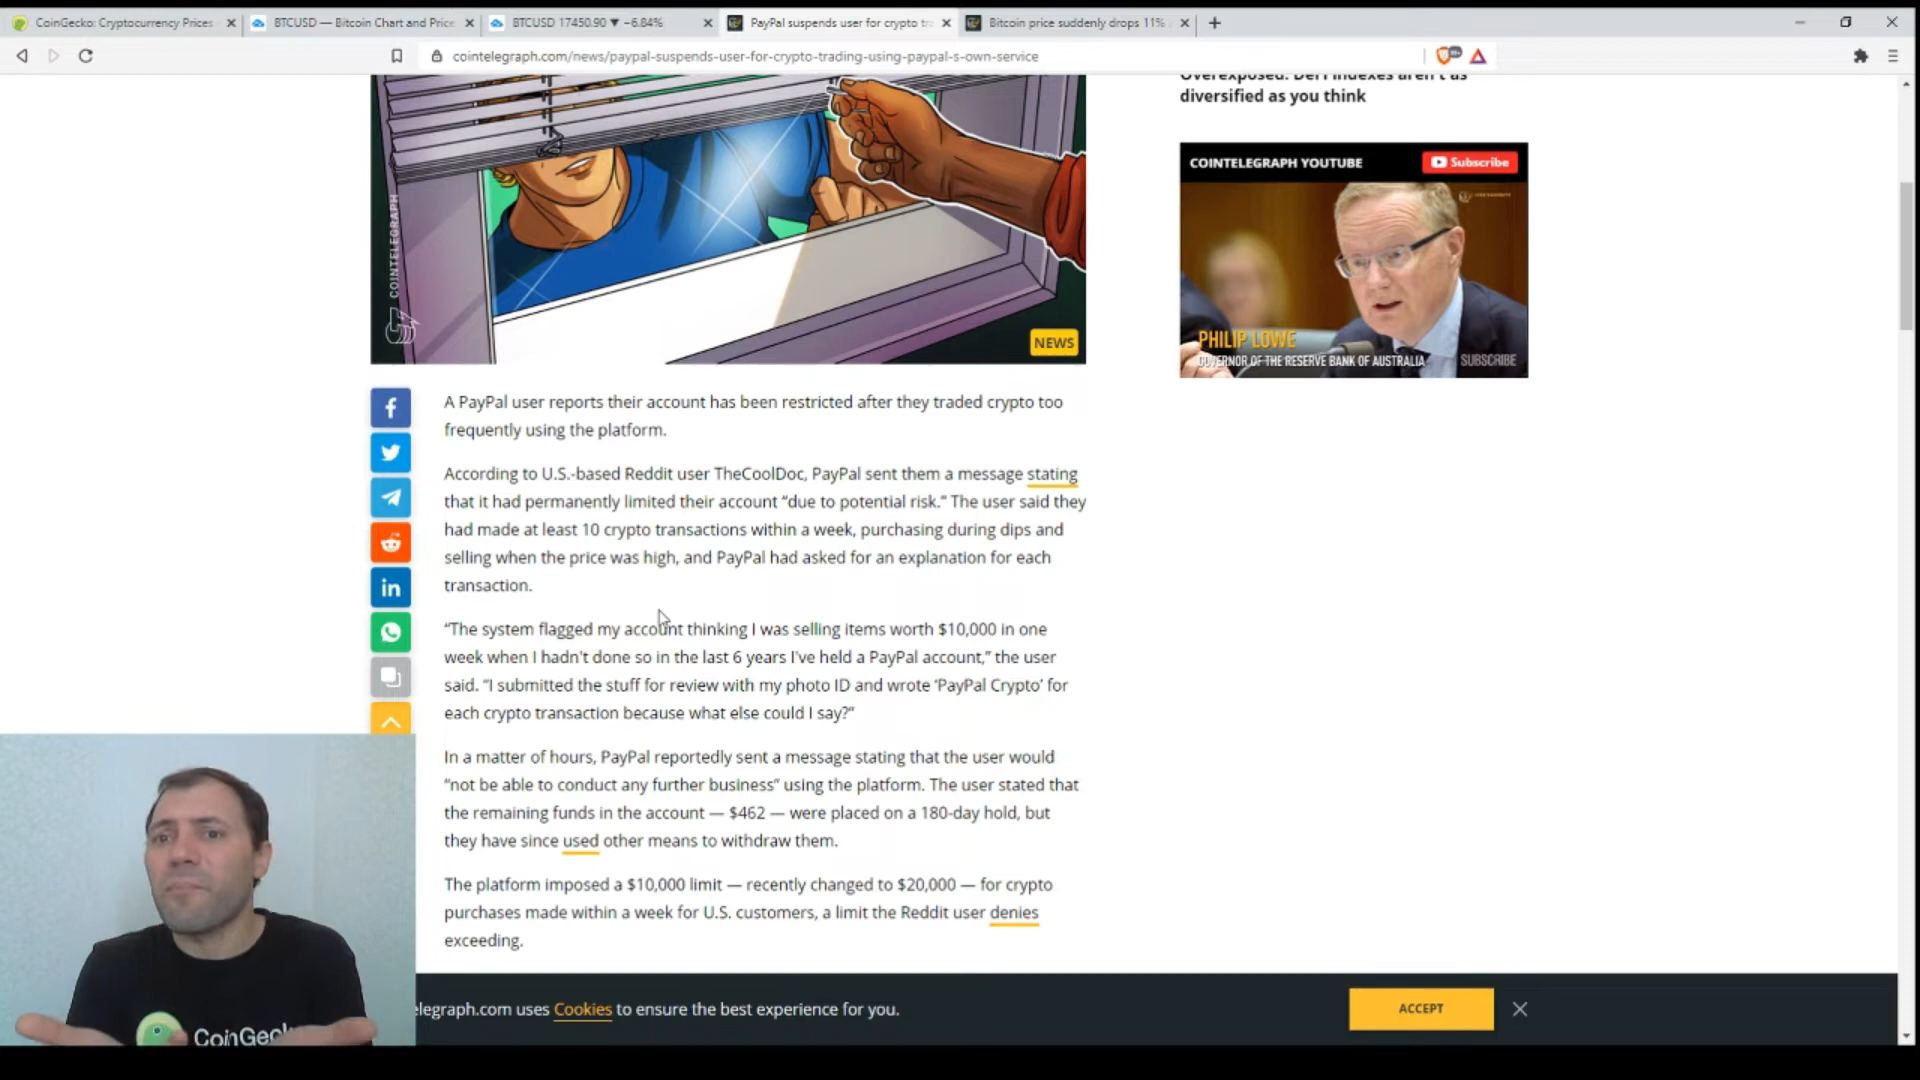 CoinGecko: Cryptocurrency Prices
BTCUSD — Bitcoin Chart and Price
BTCUSD 17450.90 ▼ −6.84%
PayPal suspends user for crypto tr
Bitcoin price suddenly drops 11%
cointelegraph.com/news/paypal-suspends-user-for-crypto-trading-using-paypal-s-own-service
Overexposed: DeFi indexes aren't as
diversified as you think
COINTELEGRAPH YOUTUBE
Subscribe
PHILIP LOWE
GOVERNOR OF THE RESERVE BANK OF AUSTRALIA
SUBSCRIBE
COINTELEGRAPH
NEWS
A PayPal user reports their account has been restricted after they traded crypto too
frequently using the platform.
According to U.S.-based Reddit user TheCoolDoc, PayPal sent them a message stating
that it had permanently limited their account “due to potential risk.” The user said they
had made at least 10 crypto transactions within a week, purchasing during dips and
selling when the price was high, and PayPal had asked for an explanation for each
transaction.
“The system flagged my account thinking I was selling items worth $10,000 in one
week when I hadn't done so in the last 6 years I've held a PayPal account,” the user
said. “I submitted the stuff for review with my photo ID and wrote ‘PayPal Crypto’ for
each crypto transaction because what else could I say?”
In a matter of hours, PayPal reportedly sent a message stating that the user would
“not be able to conduct any further business” using the platform. The user stated that
the remaining funds in the account — $462 — were placed on a 180-day hold, but
they have since used other means to withdraw them.
The platform imposed a $10,000 limit — recently changed to $20,000 — for crypto
purchases made within a week for U.S. customers, a limit the Reddit user denies
exceeding.
elegraph.com uses Cookies to ensure the best experience for you.
ACCEPT
CoinGeck